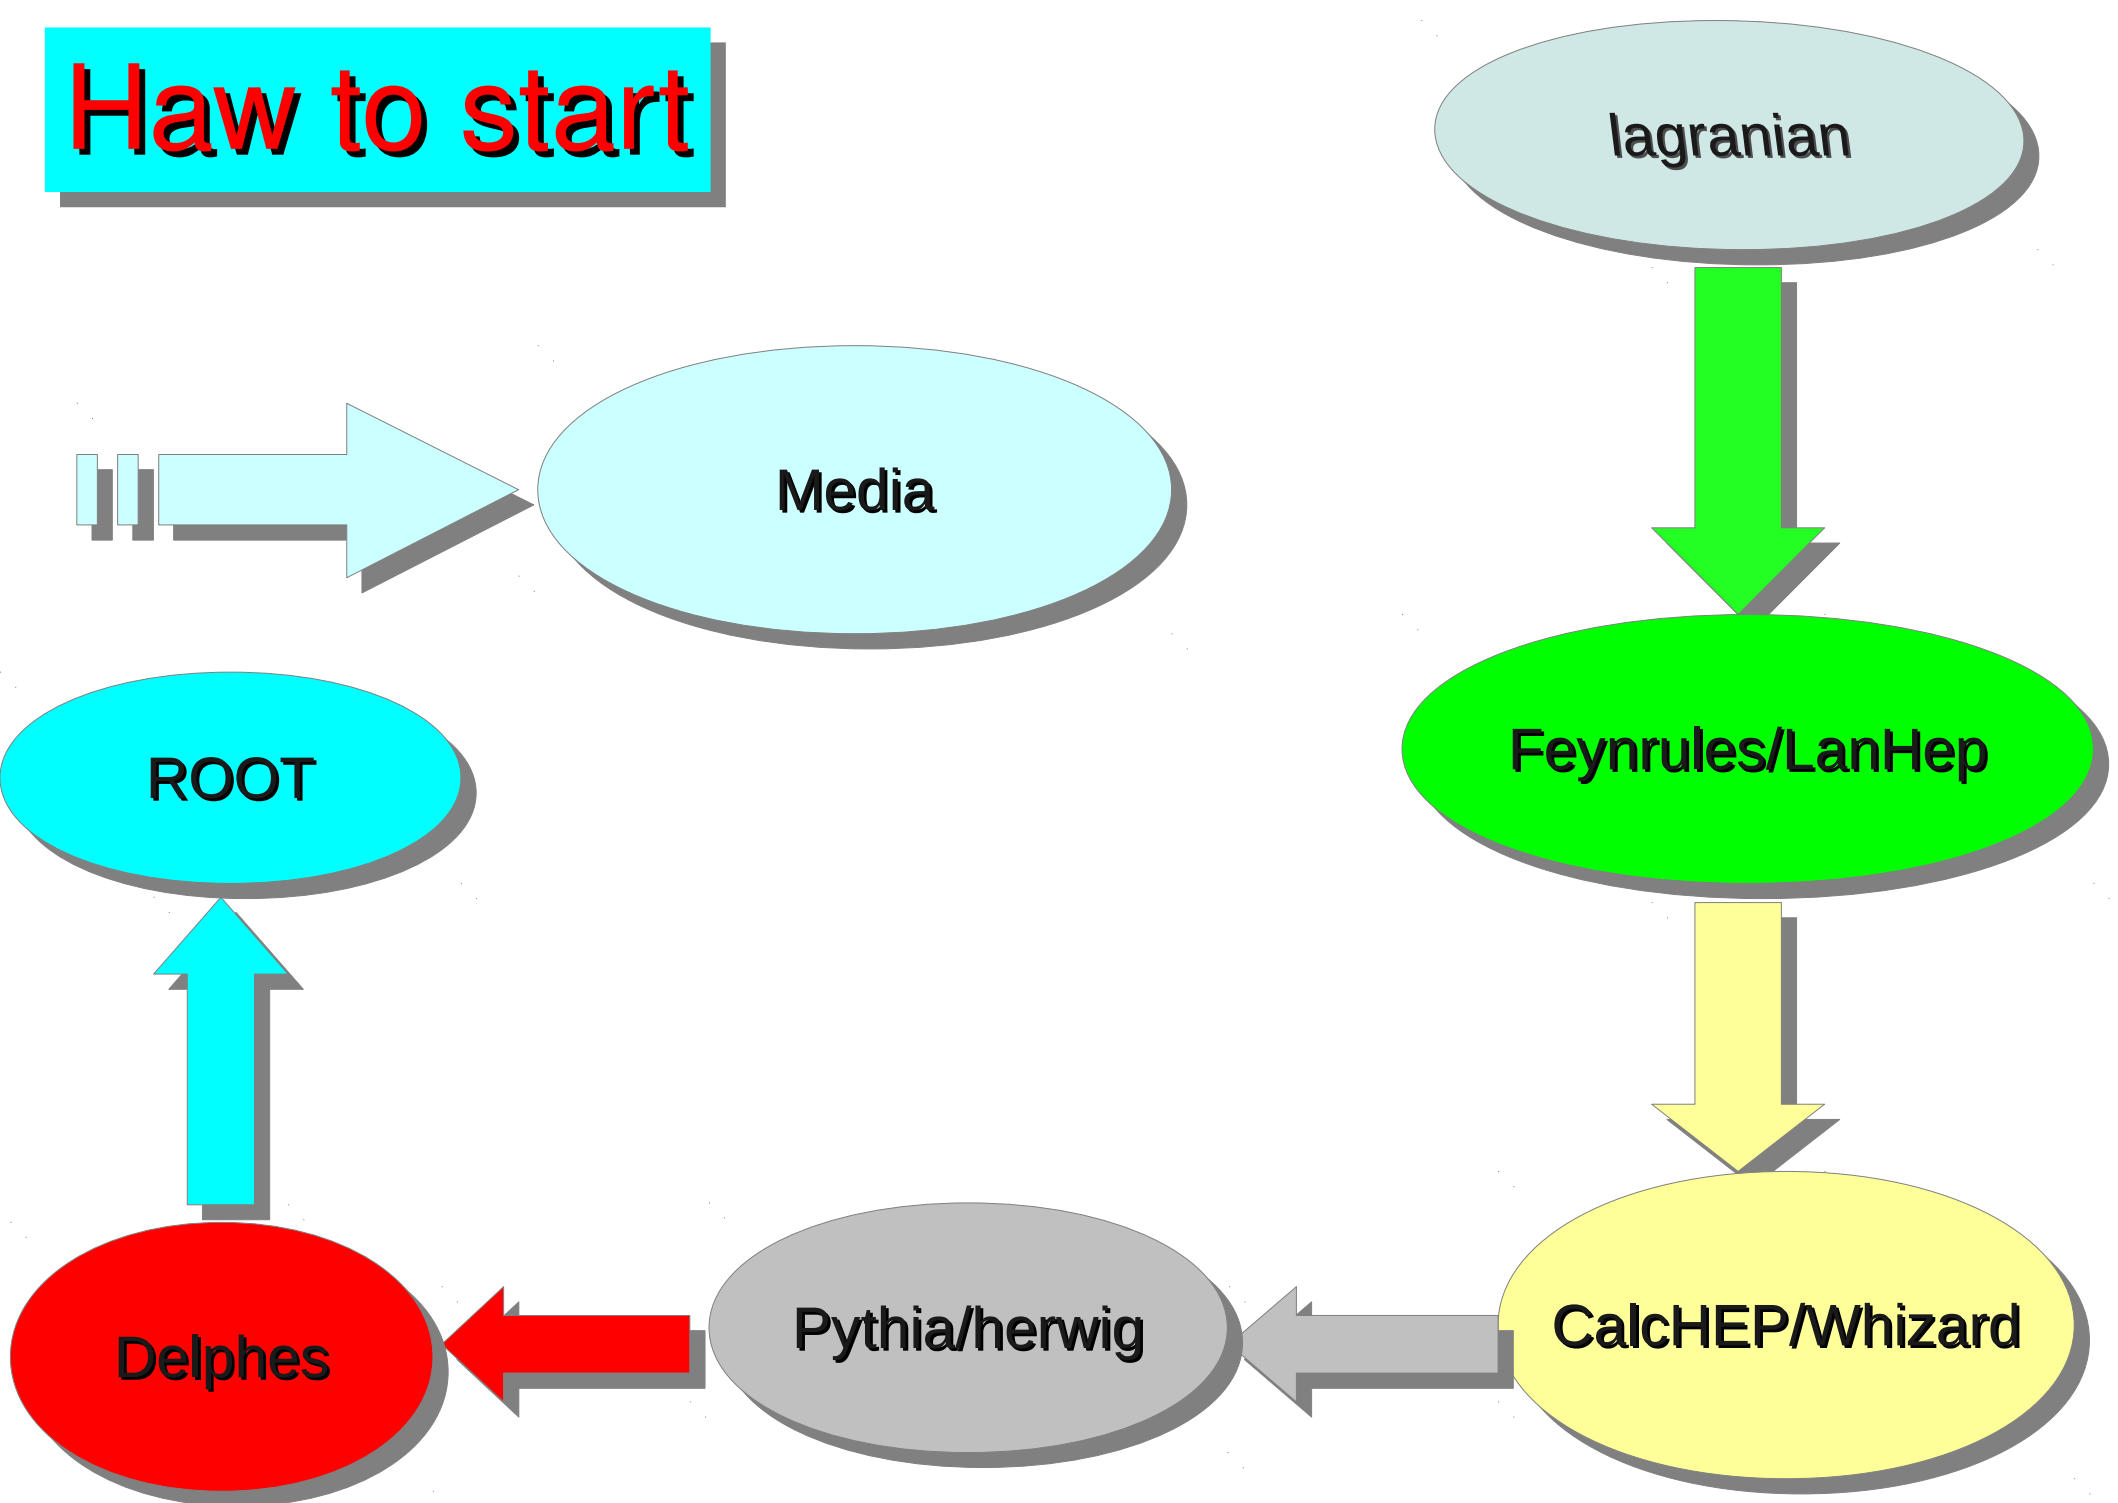 Haw to start
lagranian
Media
Feynrules/LanHep
ROOT
CalcHEP/Whizard
Pythia/herwig
Delphes